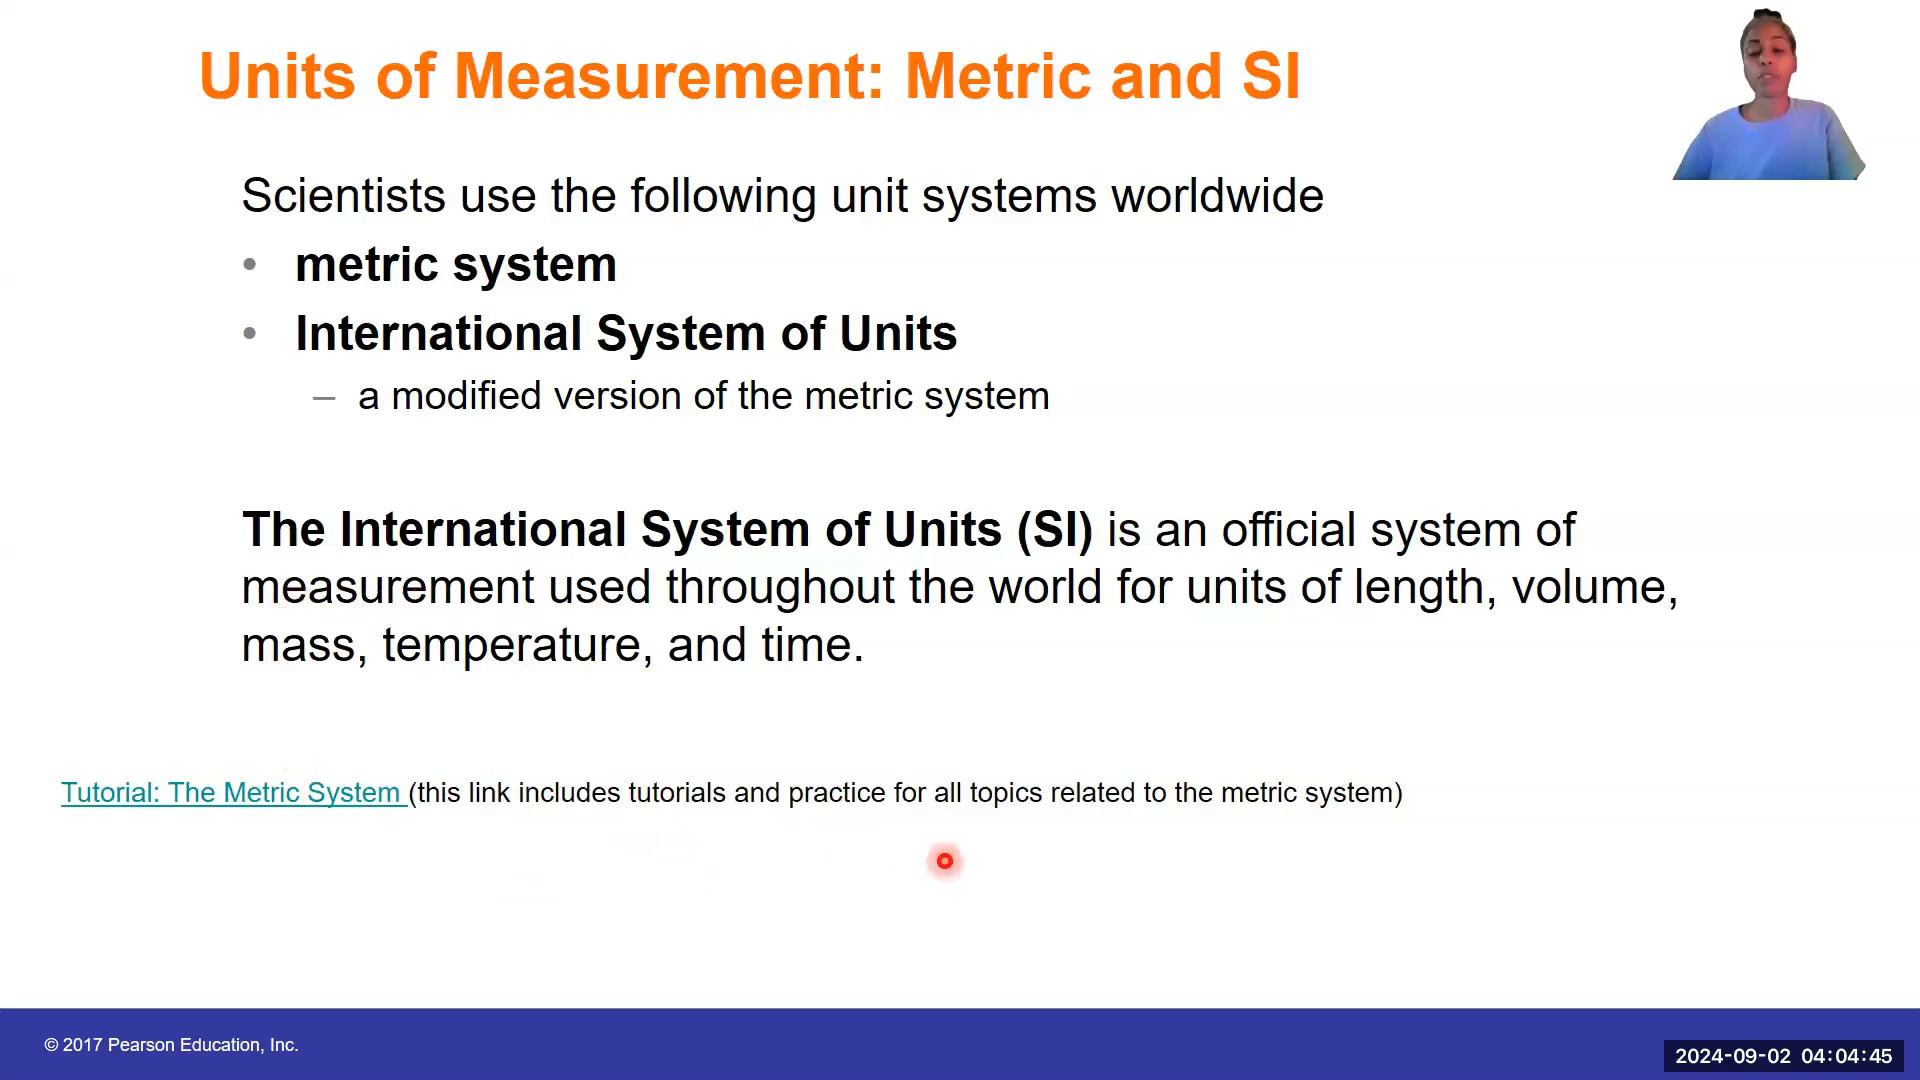 Units of Measurement: Metric and SI
Scientists use the following unit systems worldwide
• metric system
• International System of Units
– a modified version of the metric system
The International System of Units (SI) is an official system of
measurement used throughout the world for units of length, volume,
mass, temperature, and time.
Tutorial: The Metric System (this link includes tutorials and practice for all topics related to the metric system)
© 2017 Pearson Education, Inc.
2024-09-02 04:04:45